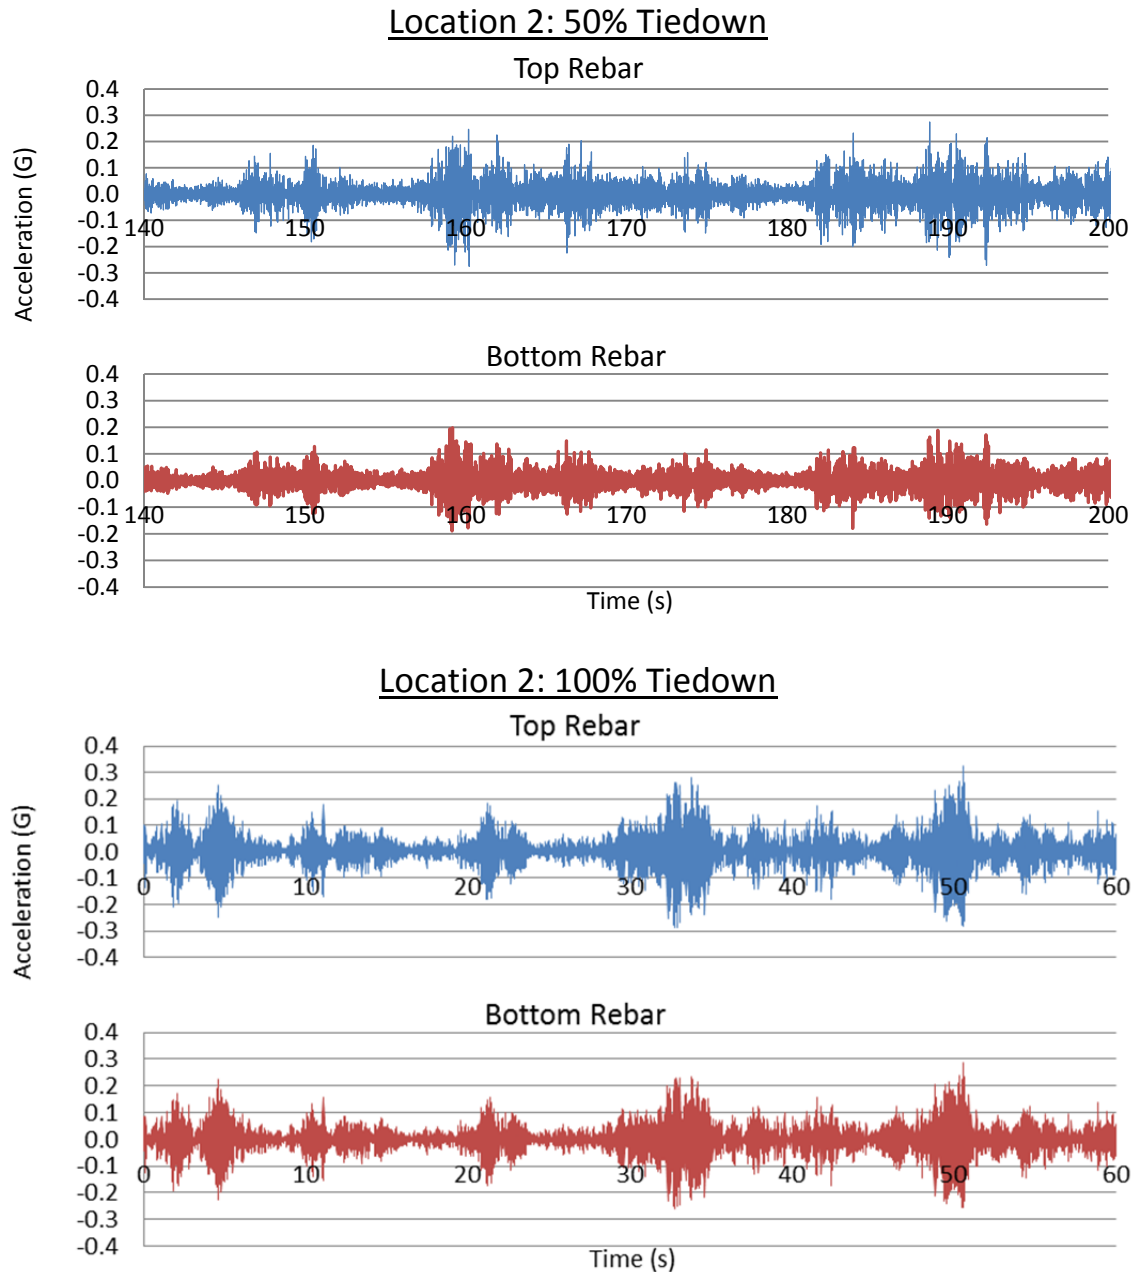 Location 2: 50% Tiedown
Top Rebar
Acceleration (G)
0.4
0.3
0.2
0.1
0.0
-0.1
-0.2
-0.3
-0.4
140 150 160 170 180 190 200
Bottom Rebar
0.4
0.3
0.2
0.1
0.0
-0.1
-0.2
-0.3
-0.4
140 150 160 170 180 190 200
Time (s)
Location 2: 100% Tiedown
Top Rebar
Acceleration (G)
0.4
0.3
0.2
0.1
0.0
-0.1
-0.2
-0.3
-0.4
0 10 20 30 40 50 60
Bottom Rebar
0.4
0.3
0.2
0.1
0.0
-0.1
-0.2
-0.3
-0.4
0 10 20 30 40 50 60
Time (s)